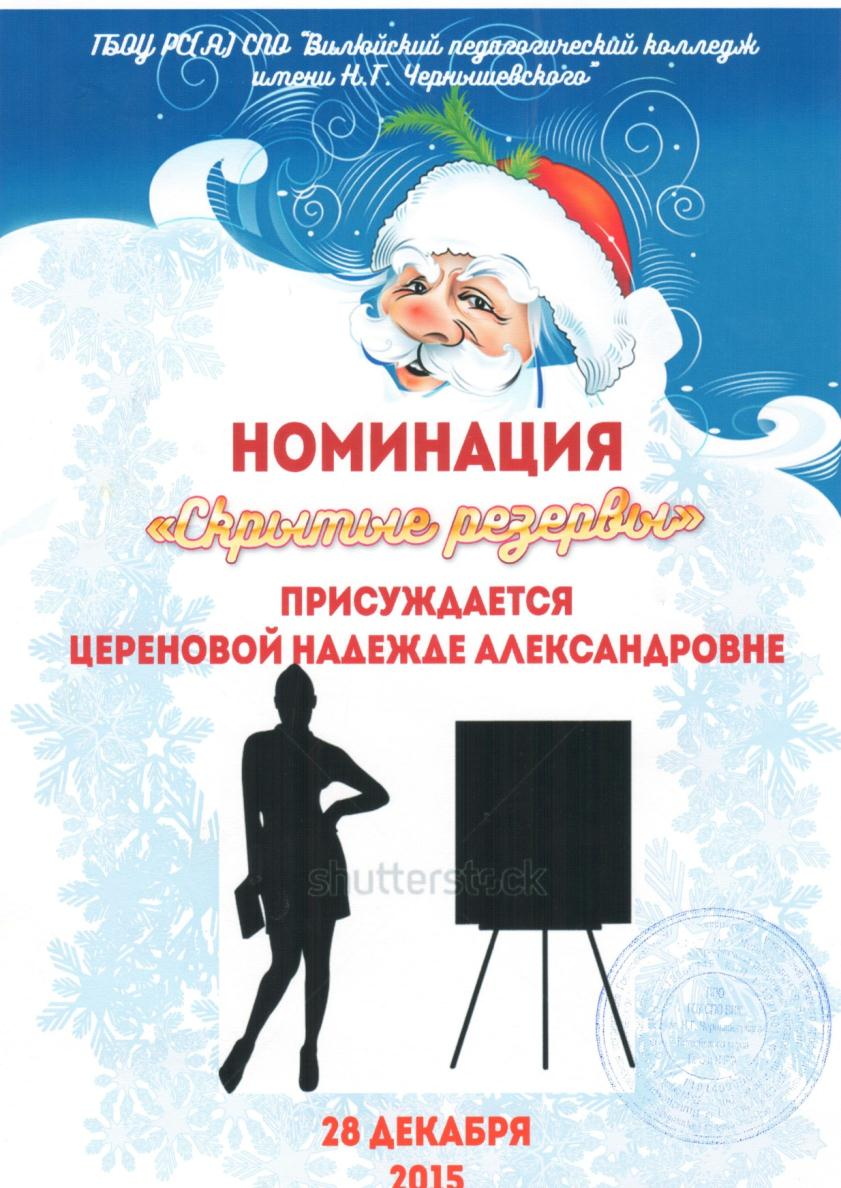 ГБОУ РС(Я) СПО "Вилюйский педагогический колледж
имени Н.Г. Чернышевского"
НОМИНАЦИЯ
«Скрытые резервы»
ПРИСУЖДАЕТСЯ
ЦЕРЕНОВОЙ НАДЕЖДЕ АЛЕКСАНДРОВНЕ
shutterstock
ППО
28 ДЕКАБРЯ
2015